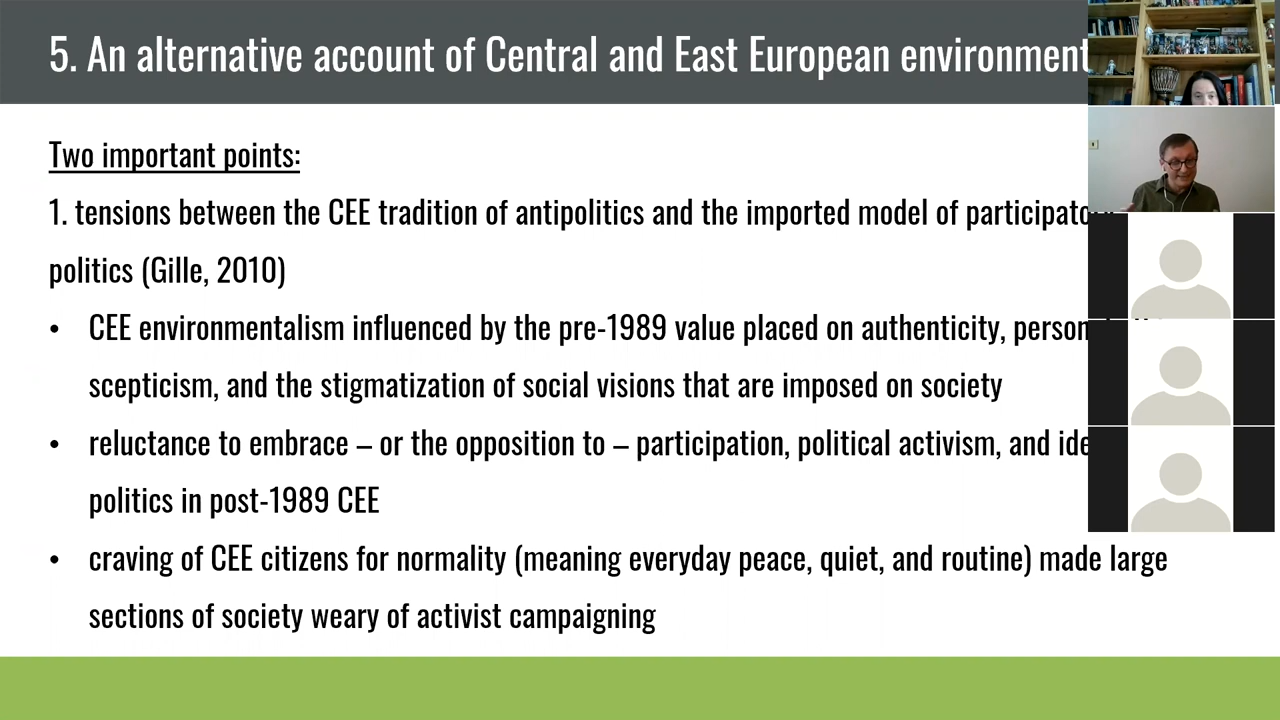 5. An alternative account of Central and East European environment
Two important points:
1. tensions between the CEE tradition of antipolitics and the imported model of
politics (Gille, 2010)
• CEE environmentalism influenced by the pre-1989 value placed on authenticity,
scepticism, and the stigmatization of social visions that are imposed on society
• reluctance to embrace – or the opposition to – participation, political activism, and
politics in post-1989 CEE
• craving of CEE citizens for normality (meaning everyday peace, quiet, and routine) made large
sections of society weary of activist campaigning